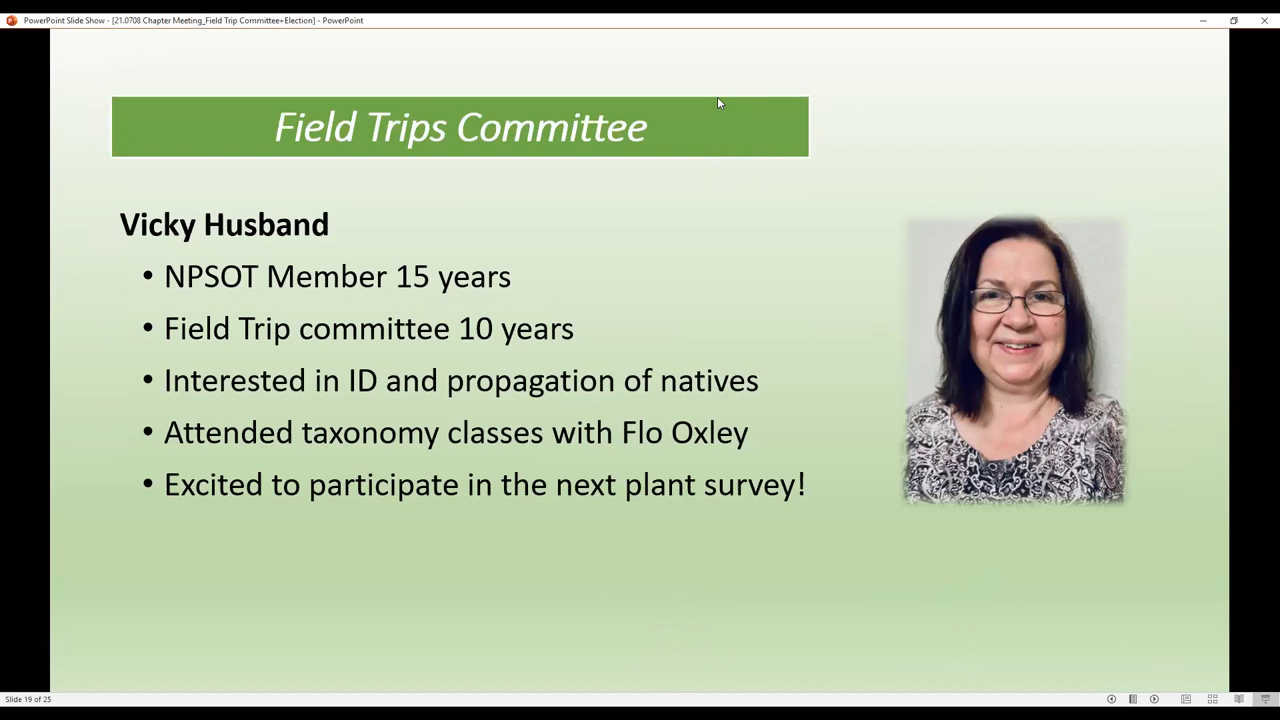 PowerPoint Slide Show - [21.0708 Chapter Meeting_Field Trip Committee+Election] - PowerPoint
Field Trips Committee
Vicky Husband
• NPSOT Member 15 years
• Field Trip committee 10 years
• Interested in ID and propagation of natives
• Attended taxonomy classes with Flo Oxley
• Excited to participate in the next plant survey!
Slide 19 of 25